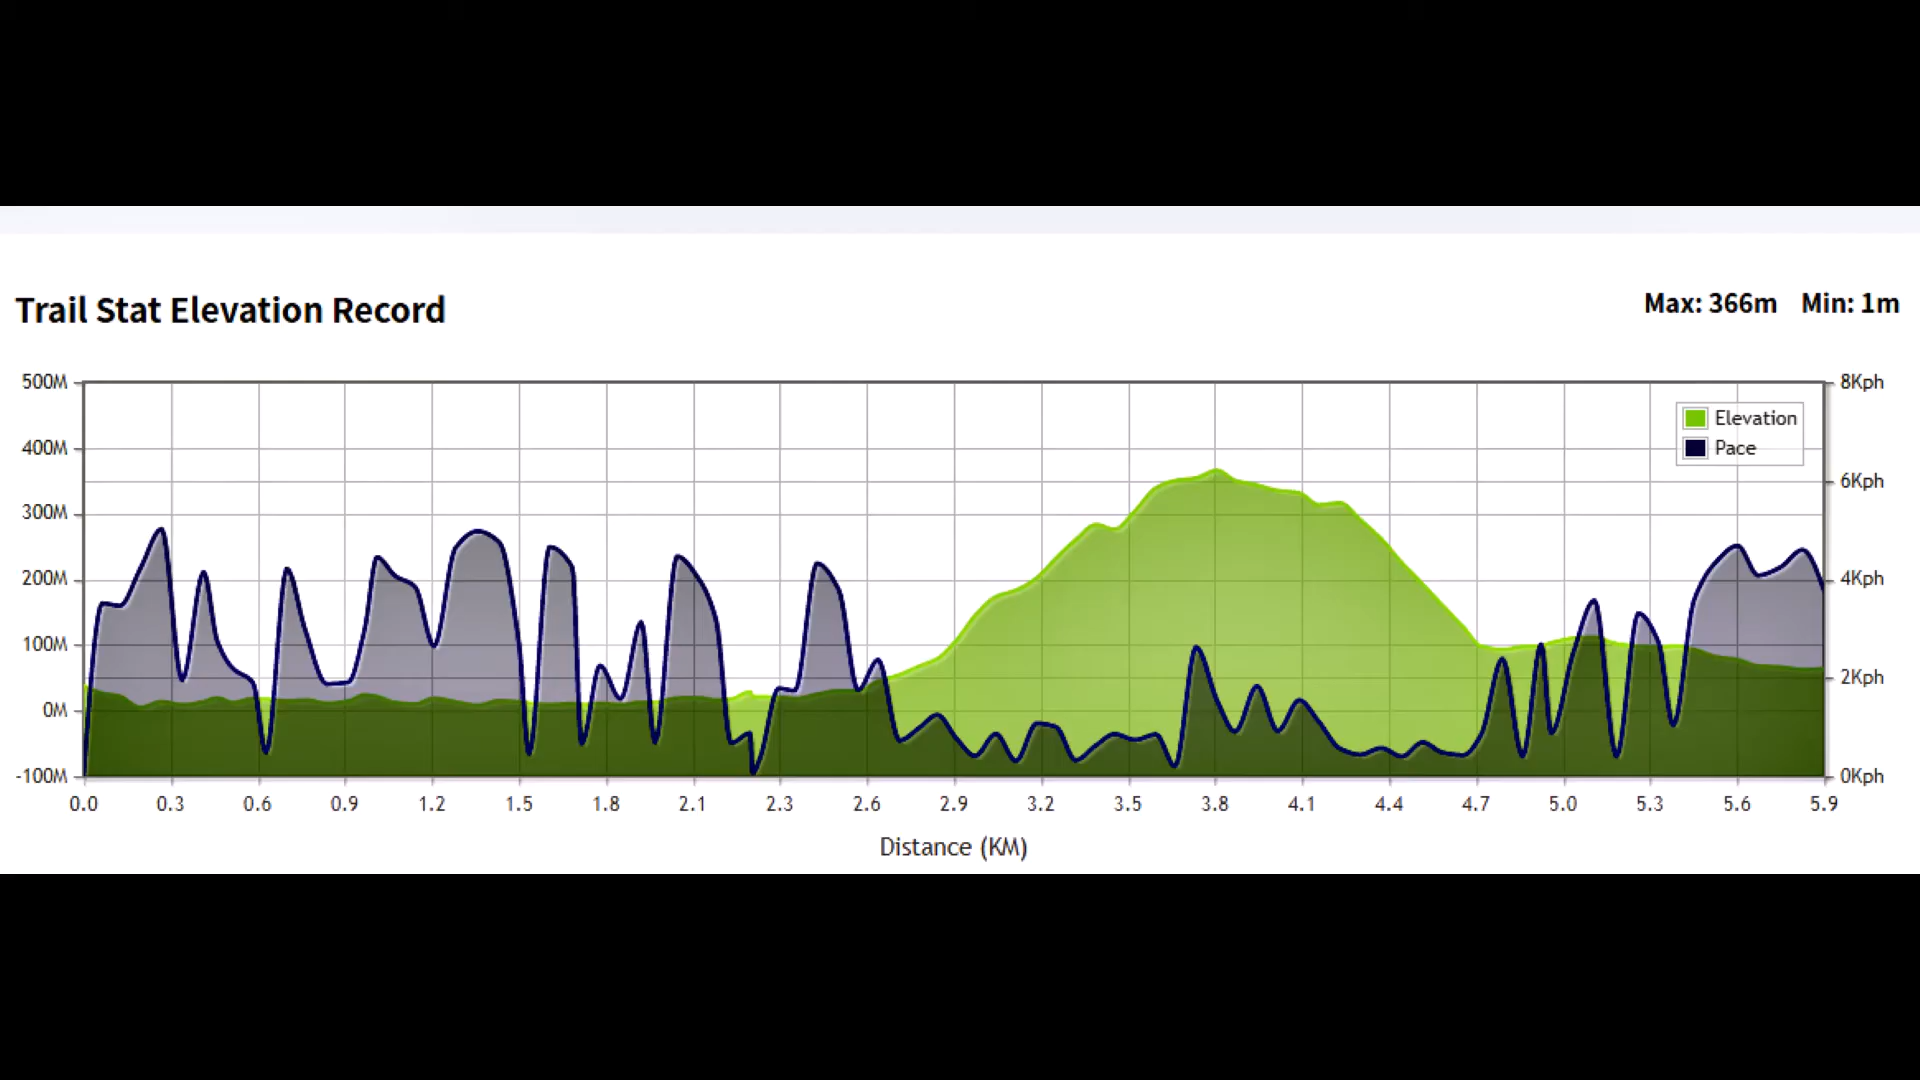 Trail Stat Elevation Record
Max: 366m Min: 1m
500M
400M
300M
200M
100M
0M
-100M
8Kph
6Kph
4Kph
2Kph
0Kph
Elevation
Pace
0.0 0.3 0.6 0.9 1.2 1.5 1.8 2.1 2.3 2.6 2.9 3.2 3.5 3.8 4.1 4.4 4.7 5.0 5.3 5.6 5.9
Distance (KM)